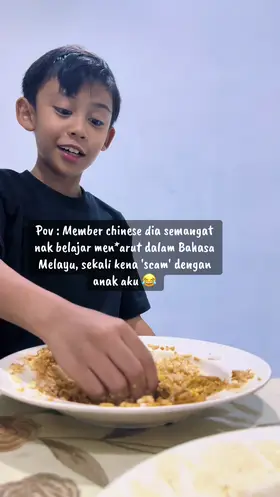 Pov : Member chinese dia semangat
nak belajar men*arut dalam Bahasa
Melayu, sekali kena 'scam' dengan
anak aku 😂